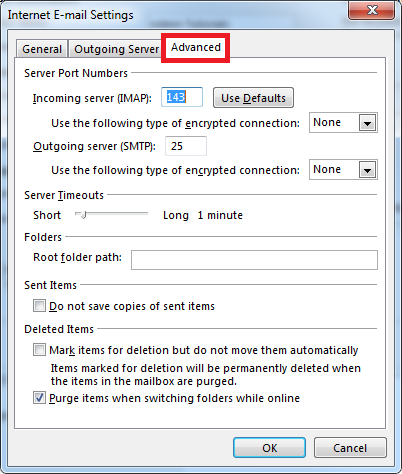 Internet E-mail Settings
General Outgoing Server Advanced
Server Port Numbers
Incoming server (IMAP): 143 Use Defaults
Use the following type of encrypted connection: None
Outgoing server (SMTP): 25
Use the following type of encrypted connection: None
Server Timeouts
Short Long 1 minute
Folders
Root folder path:
Sent Items
Do not save copies of sent items
Deleted Items
Mark items for deletion but do not move them automatically
Items marked for deletion will be permanently deleted when
the items in the mailbox are purged.
Purge items when switching folders while online
OK Cancel